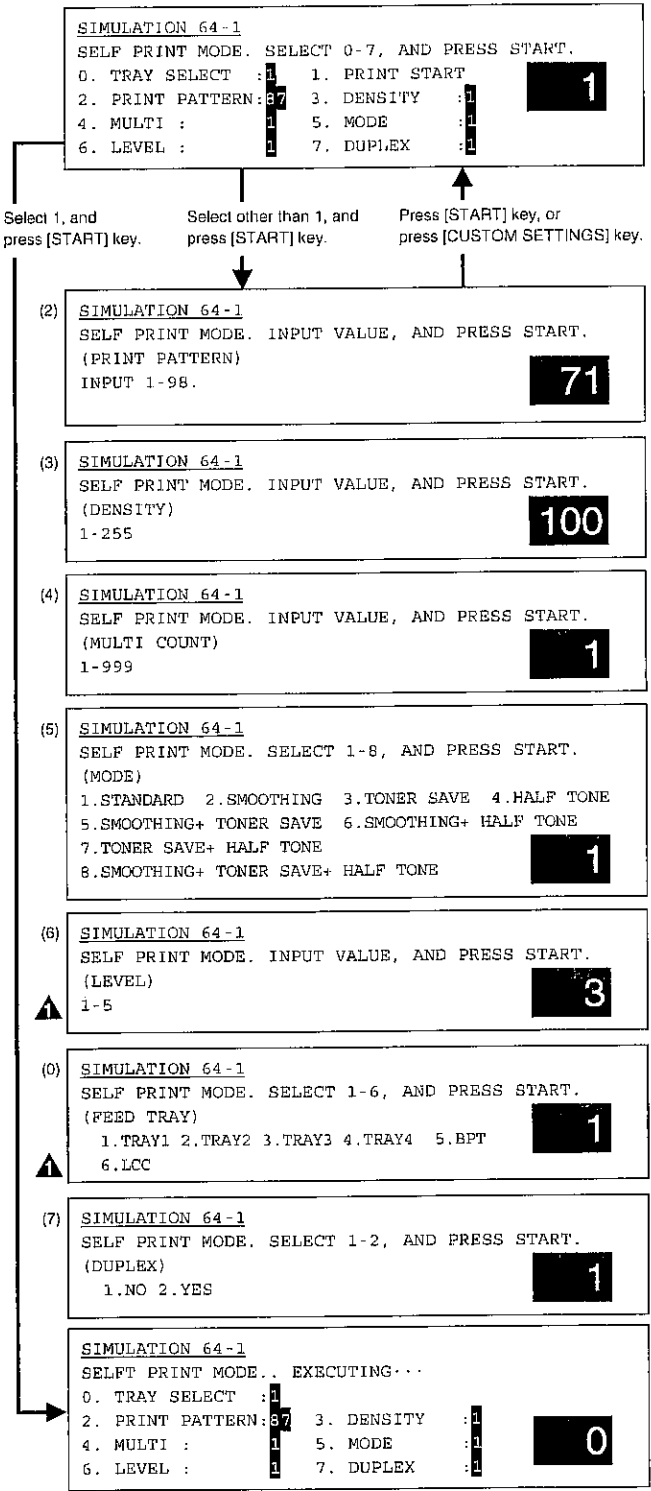 SIMULATION 64-1
SELF PRINT MODE. SELECT 0-7, AND PRESS START.
0. TRAY SELECT :1 1. PRINT START
2. PRINT PATTERN:87 3. DENSITY :1
4. MULTI : 1 5. MODE :1
6. LEVEL : 1 7. DUPLEX :1
1
Select 1, and
press [START] key.
Select other than 1, and
press [START] key.
Press [START] key, or
press [CUSTOM SETTINGS] key.
(2) SIMULATION 64-1
SELF PRINT MODE. INPUT VALUE, AND PRESS START.
(PRINT PATTERN)
INPUT 1-98.
71
(3) SIMULATION 64-1
SELF PRINT MODE. INPUT VALUE, AND PRESS START.
(DENSITY)
1-255
100
(4) SIMULATION 64-1
SELF PRINT MODE. INPUT VALUE, AND PRESS START.
(MULTI COUNT)
1-999
1
(5) SIMULATION 64-1
SELF PRINT MODE. SELECT 1-8, AND PRESS START.
(MODE)
1.STANDARD 2.SMOOTHING 3.TONER SAVE 4.HALF TONE
5.SMOOTHING+ TONER SAVE 6.SMOOTHING+ HALF TONE
7.TONER SAVE+ HALF TONE
8.SMOOTHING+ TONER SAVE+ HALF TONE
1
(6) SIMULATION 64-1
SELF PRINT MODE. INPUT VALUE, AND PRESS START.
(LEVEL)
1 1-5
3
(0) SIMULATION 64-1
SELF PRINT MODE. SELECT 1-6, AND PRESS START.
(FEED TRAY)
1.TRAY1 2.TRAY2 3.TRAY3 4.TRAY4 5.BPT
1 6.LCC
1
(7) SIMULATION 64-1
SELF PRINT MODE. SELECT 1-2, AND PRESS START.
(DUPLEX)
1.NO 2.YES
1
SIMULATION 64-1
SELFT PRINT MODE.. EXECUTING···
0. TRAY SELECT :1
2. PRINT PATTERN:87 3. DENSITY :1
4. MULTI : 1 5. MODE :1
6. LEVEL : 1 7. DUPLEX :1
0